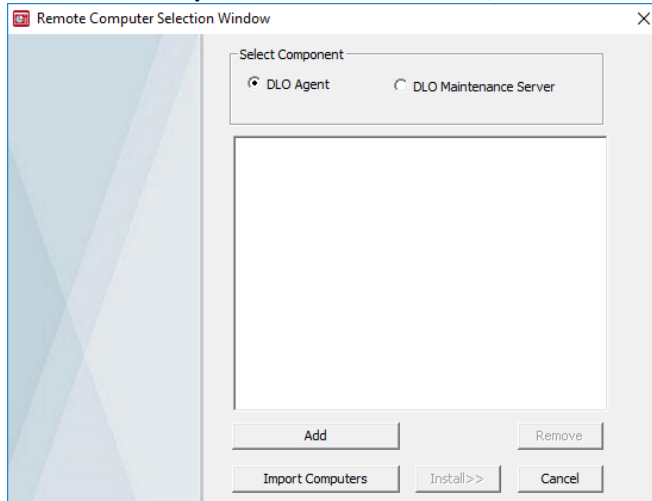 Remote Computer Selection Window
Select Component
DLO Agent DLO Maintenance Server
Add Remove
Import Computers Install>> Cancel